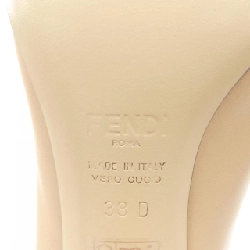 FENDI
ROMA
MADE IN ITALY
VERO CUOIO
38 D